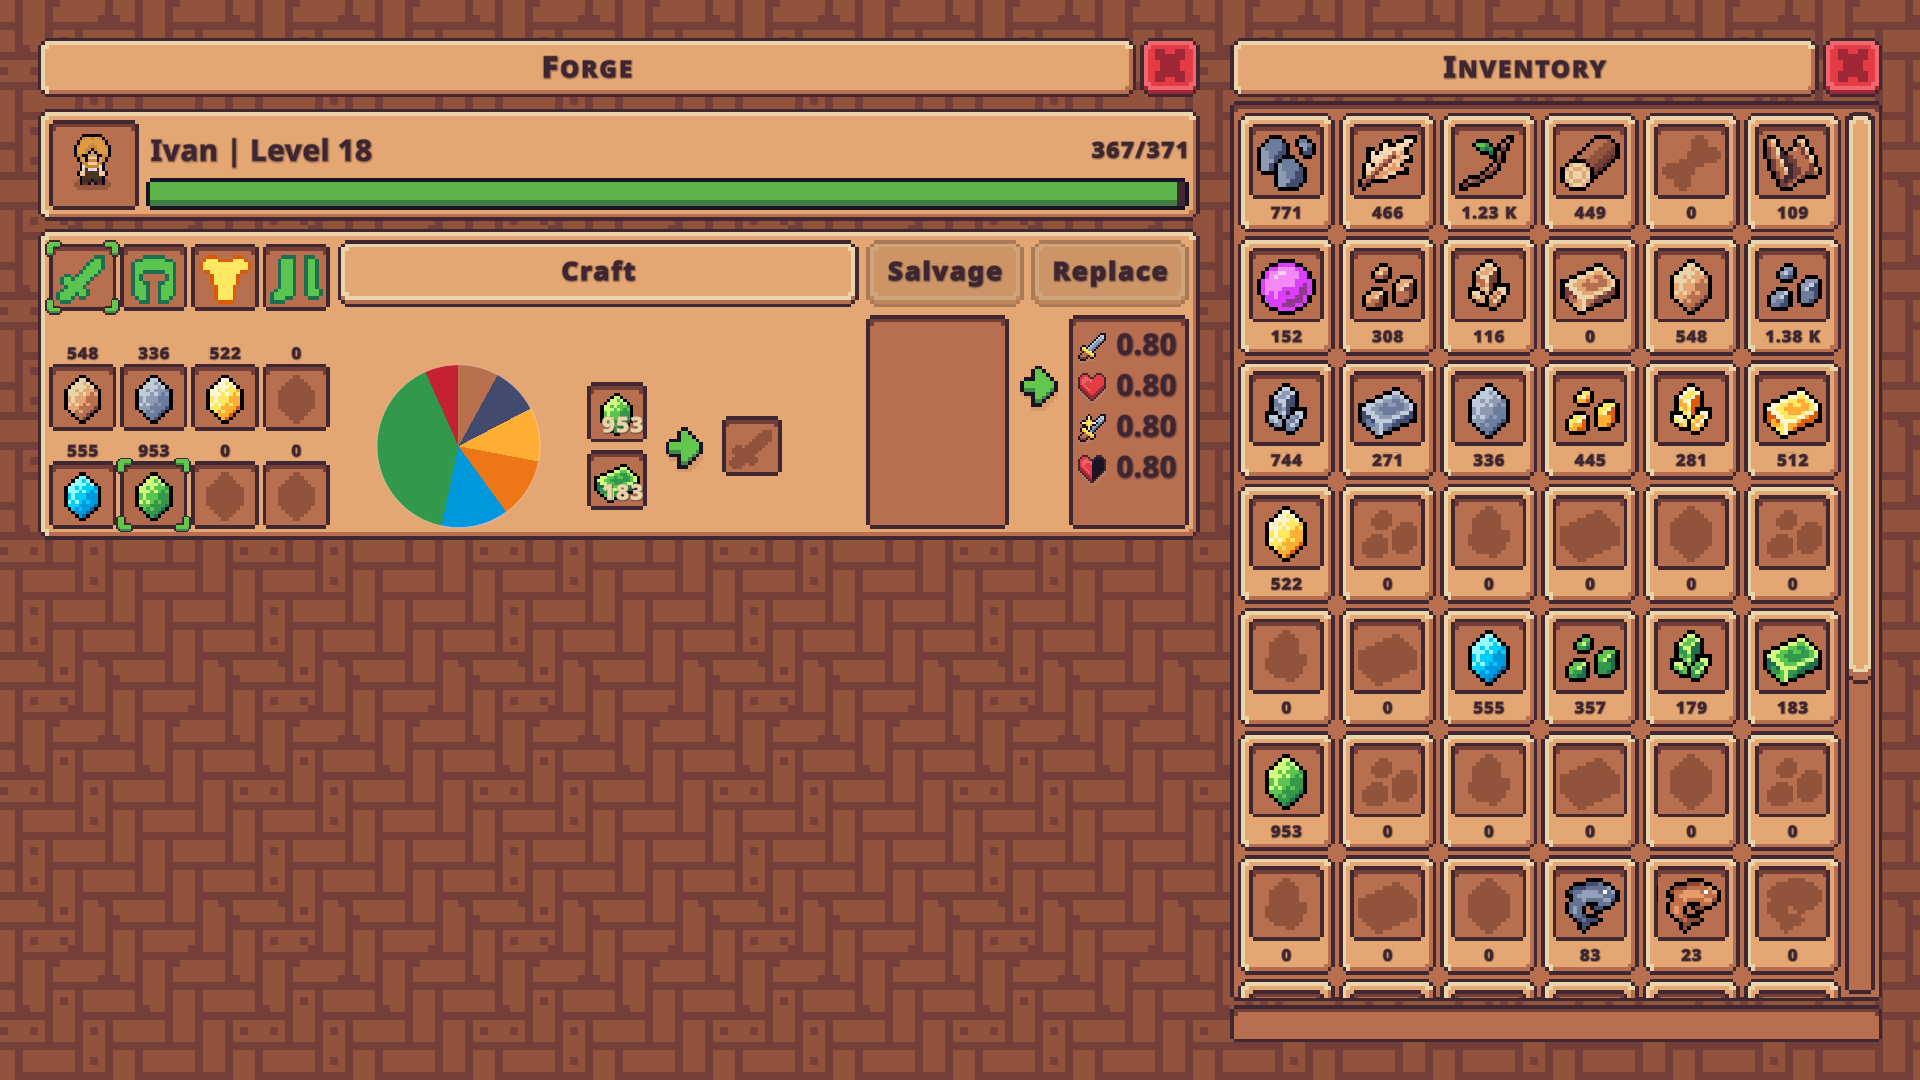 Forge
Ivan | Level 18
367/371
Craft
Salvage
Replace
548 336 522 0
555 953 0 0
953
183
0.80
0.80
0.80
0.80
Inventory
771 466 1.23 K 449 0 109
152 308 116 0 548 1.38 K
744 271 336 445 281 512
522 0 0 0 0 0
0 0 555 357 179 183
953 0 0 0 0 0
0 0 0 83 23 0